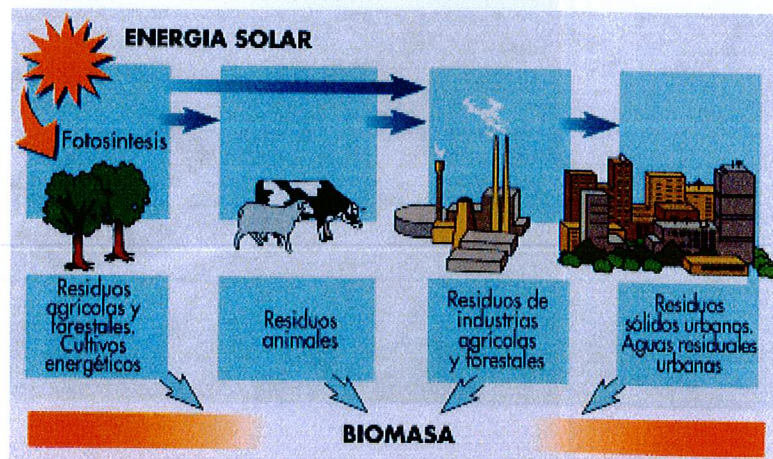 ENERGIA SOLAR
Fotosíntesis
Residuos
agrícolas y
forestales.
Cultivos
energéticos
Residuos
animales
Residuos de
industrias
agrícolas
y forestales
Residuos
sólidos urbanos.
Aguas residuales
urbanas
BIOMASA